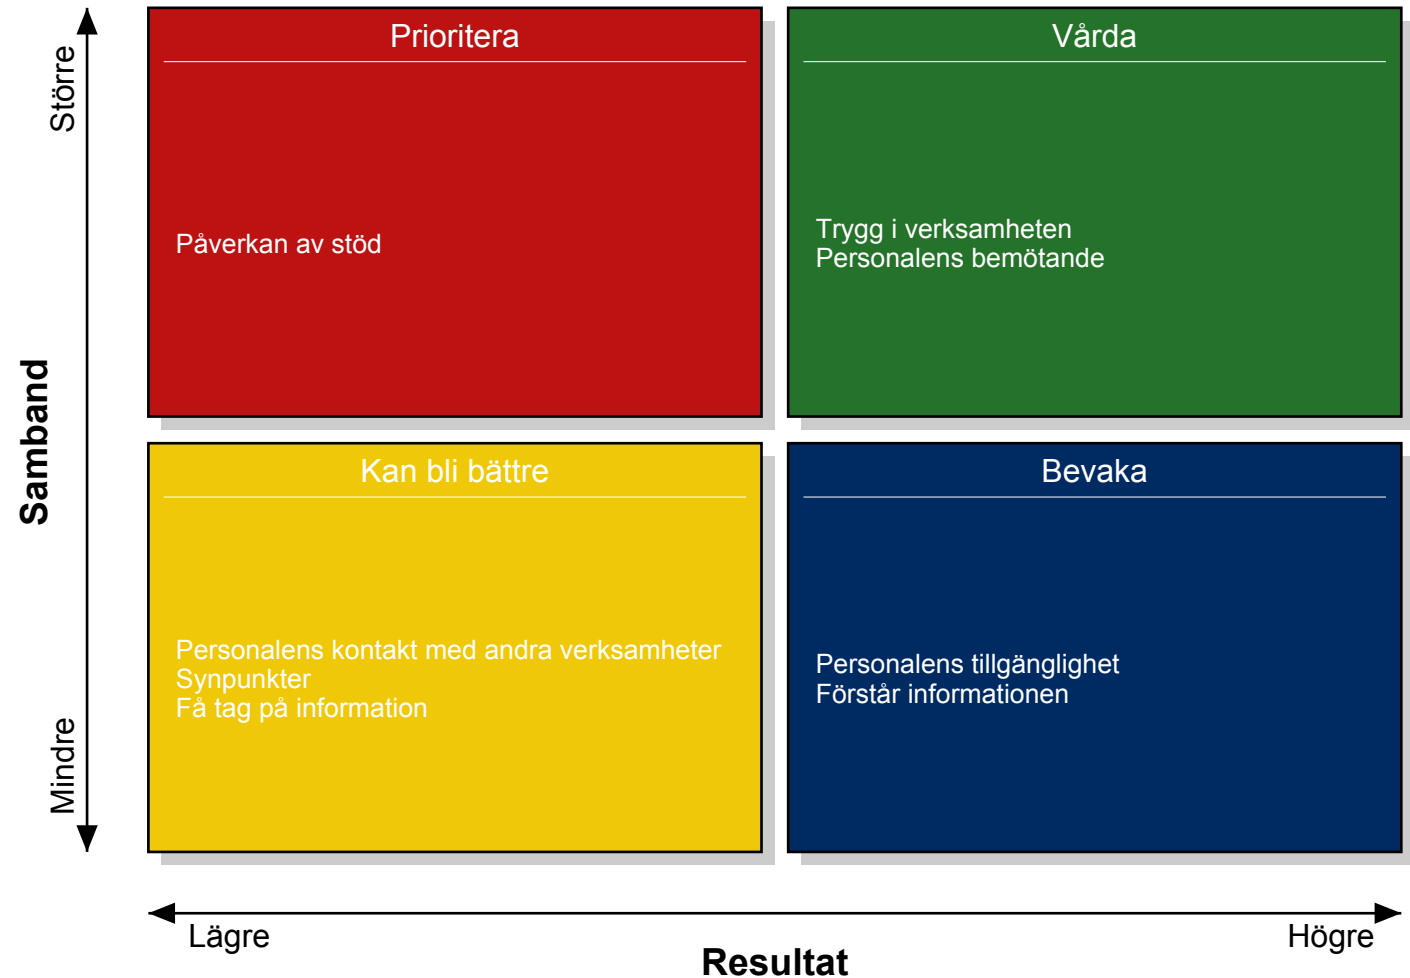 Större
Samband
Mindre
Prioritera
Påverkan av stöd
Vårda
Trygg i verksamheten
Personalens bemötande
Kan bli bättre
Personalens kontakt med andra verksamheter
Synpunkter
Få tag på information
Bevaka
Personalens tillgänglighet
Förstår informationen
Lägre
Resultat
Högre